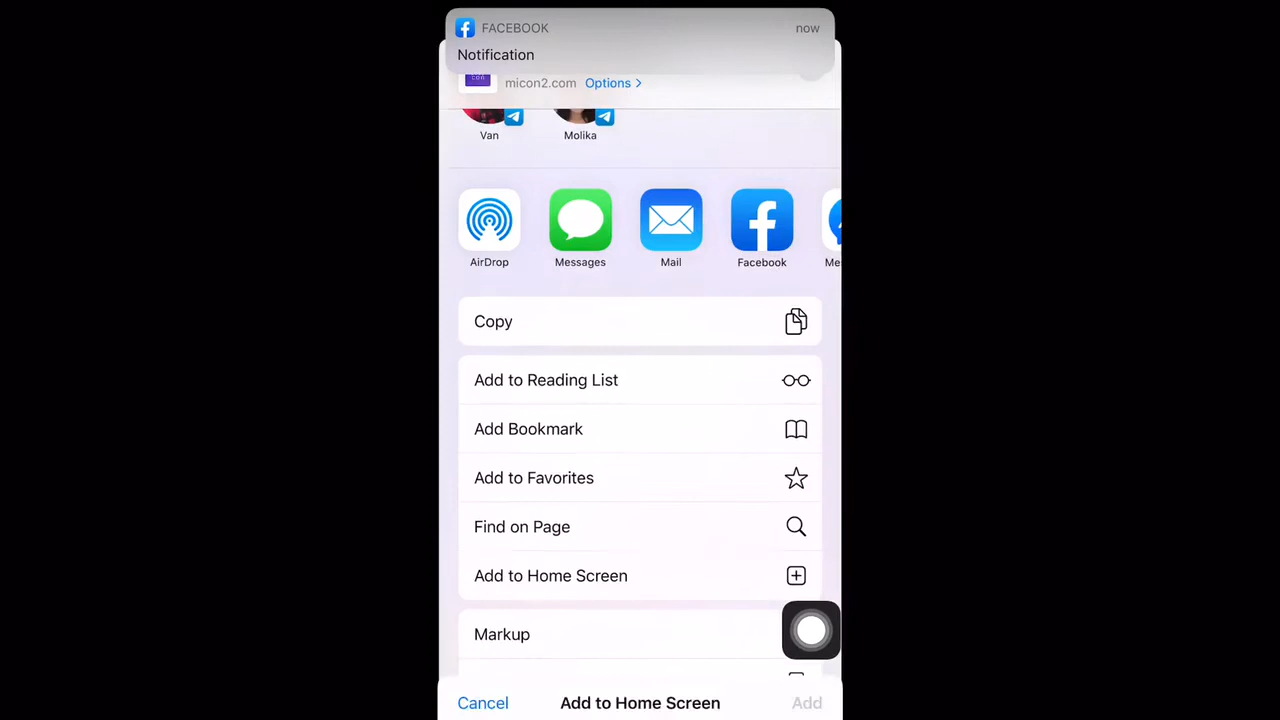 FACEBOOK now
Notification
micon2.com Options >
Van Molika
AirDrop Messages Mail Facebook Me
Copy
Add to Reading List
Add Bookmark
Add to Favorites
Find on Page
Add to Home Screen
Markup
Cancel Add to Home Screen Add